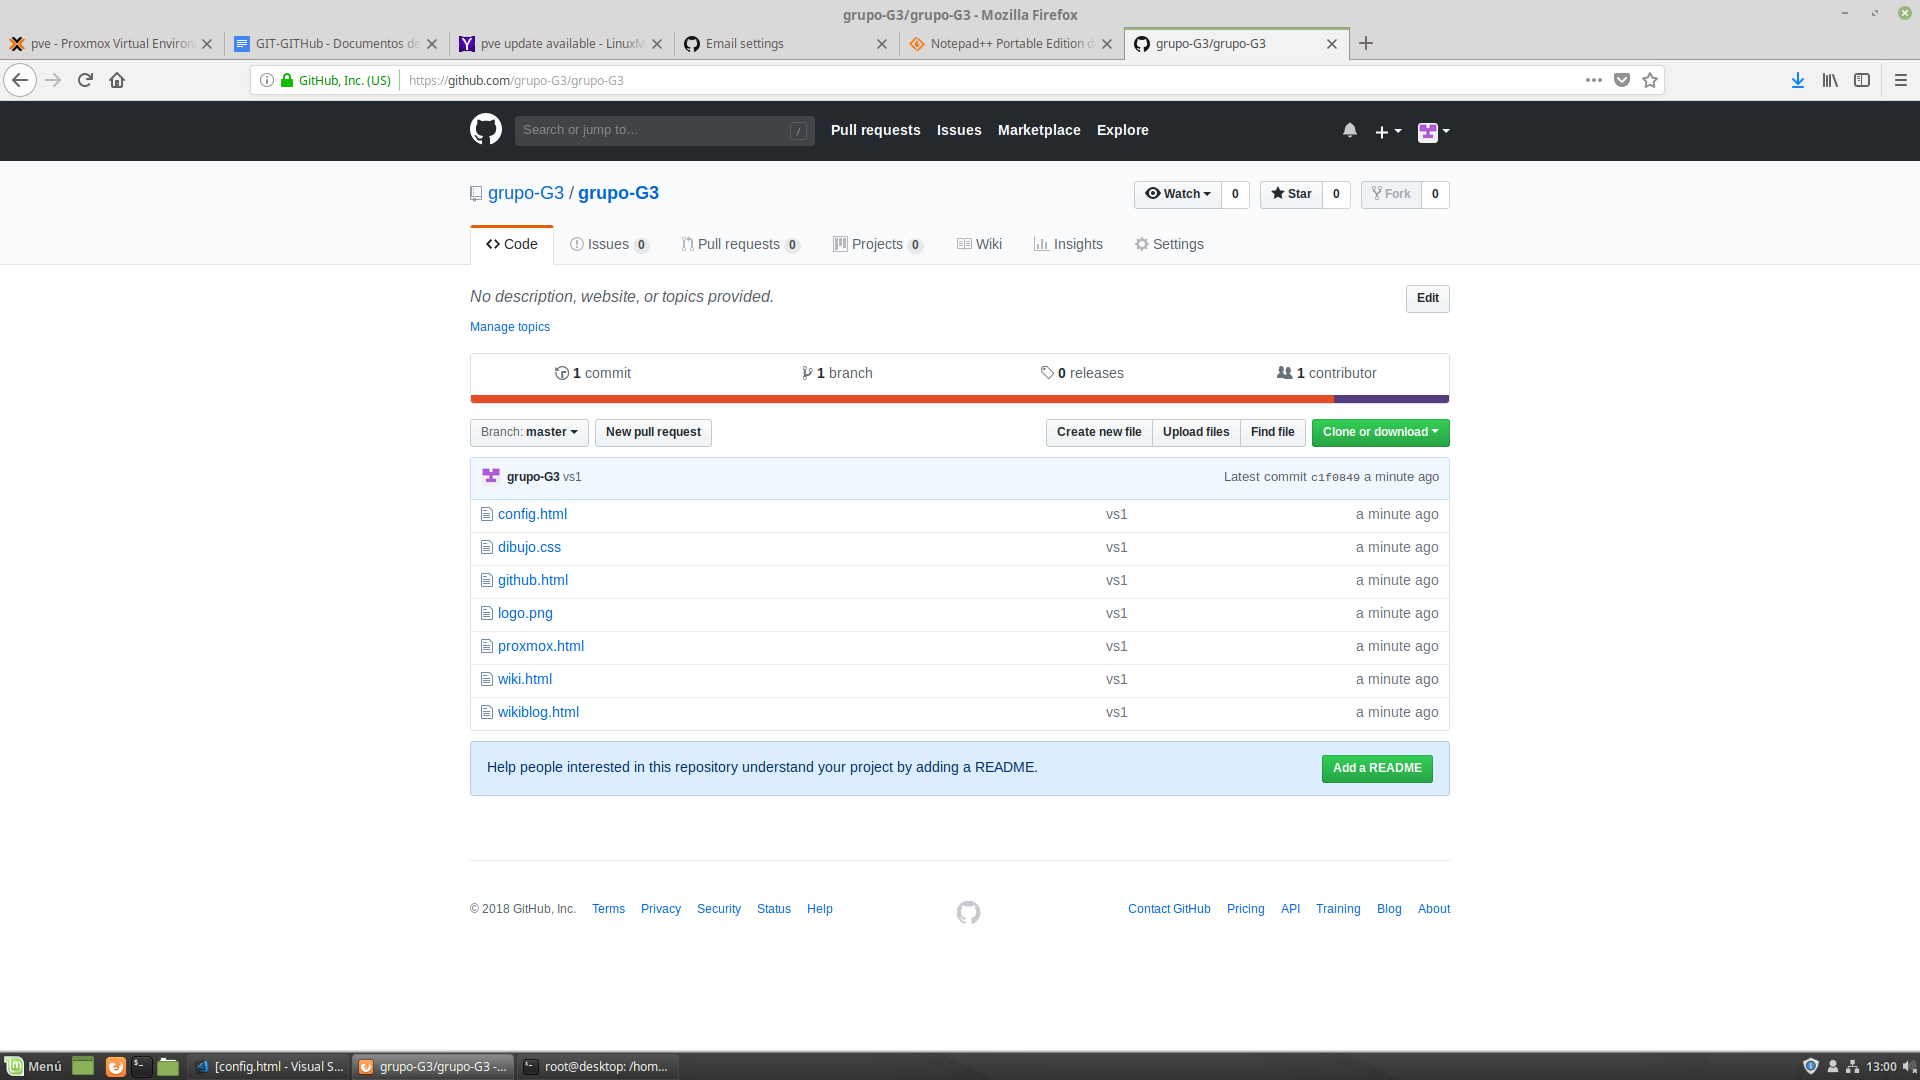 grupo-G3/grupo-G3 - Mozilla Firefox
pve - Proxmox Virtual Environ
GIT-GITHub - Documentos de
pve update available - LinuxM
Email settings
Notepad++ Portable Edition d
grupo-G3/grupo-G3
GitHub, Inc. (US)
https://github.com/grupo-G3/grupo-G3
Search or jump to…
/
Pull requests
Issues
Marketplace
Explore
grupo-G3 / grupo-G3
Watch 0
Star 0
Fork 0
Code
Issues 0
Pull requests 0
Projects 0
Wiki
Insights
Settings
No description, website, or topics provided.
Edit
Manage topics
1 commit
1 branch
0 releases
1 contributor
Branch: master
New pull request
Create new file
Upload files
Find file
Clone or download
grupo-G3 vs1
Latest commit c1f0849 a minute ago
config.html vs1 a minute ago
dibujo.css vs1 a minute ago
github.html vs1 a minute ago
logo.png vs1 a minute ago
proxmox.html vs1 a minute ago
wiki.html vs1 a minute ago
wikiblog.html vs1 a minute ago
Help people interested in this repository understand your project by adding a README.
Add a README
© 2018 GitHub, Inc.
Terms
Privacy
Security
Status
Help
Contact GitHub
Pricing
API
Training
Blog
About
Menú
[config.html - Visual S...
grupo-G3/grupo-G3 -...
root@desktop: /hom...
13:00